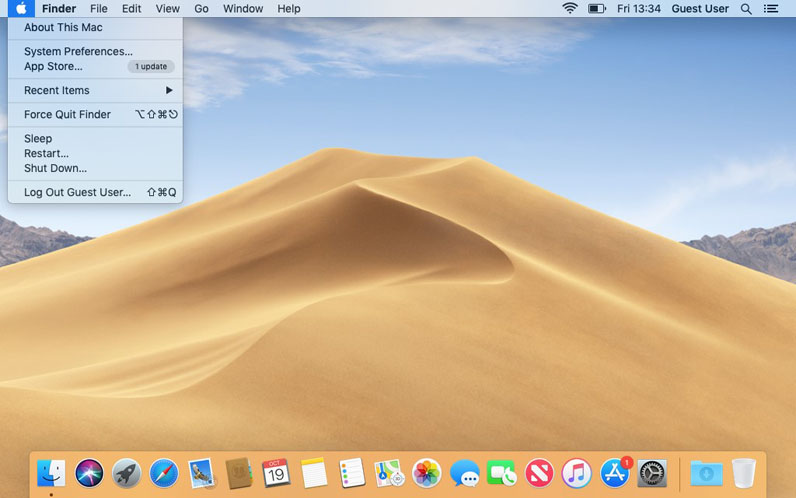 Finder File Edit View Go Window Help Fri 13:34 Guest User
About This Mac
System Preferences...
App Store... 1 update
Recent Items
Force Quit Finder ⌥⇧⌘⎋
Sleep
Restart...
Shut Down...
Log Out Guest User... ⇧⌘Q
OCT
19
1